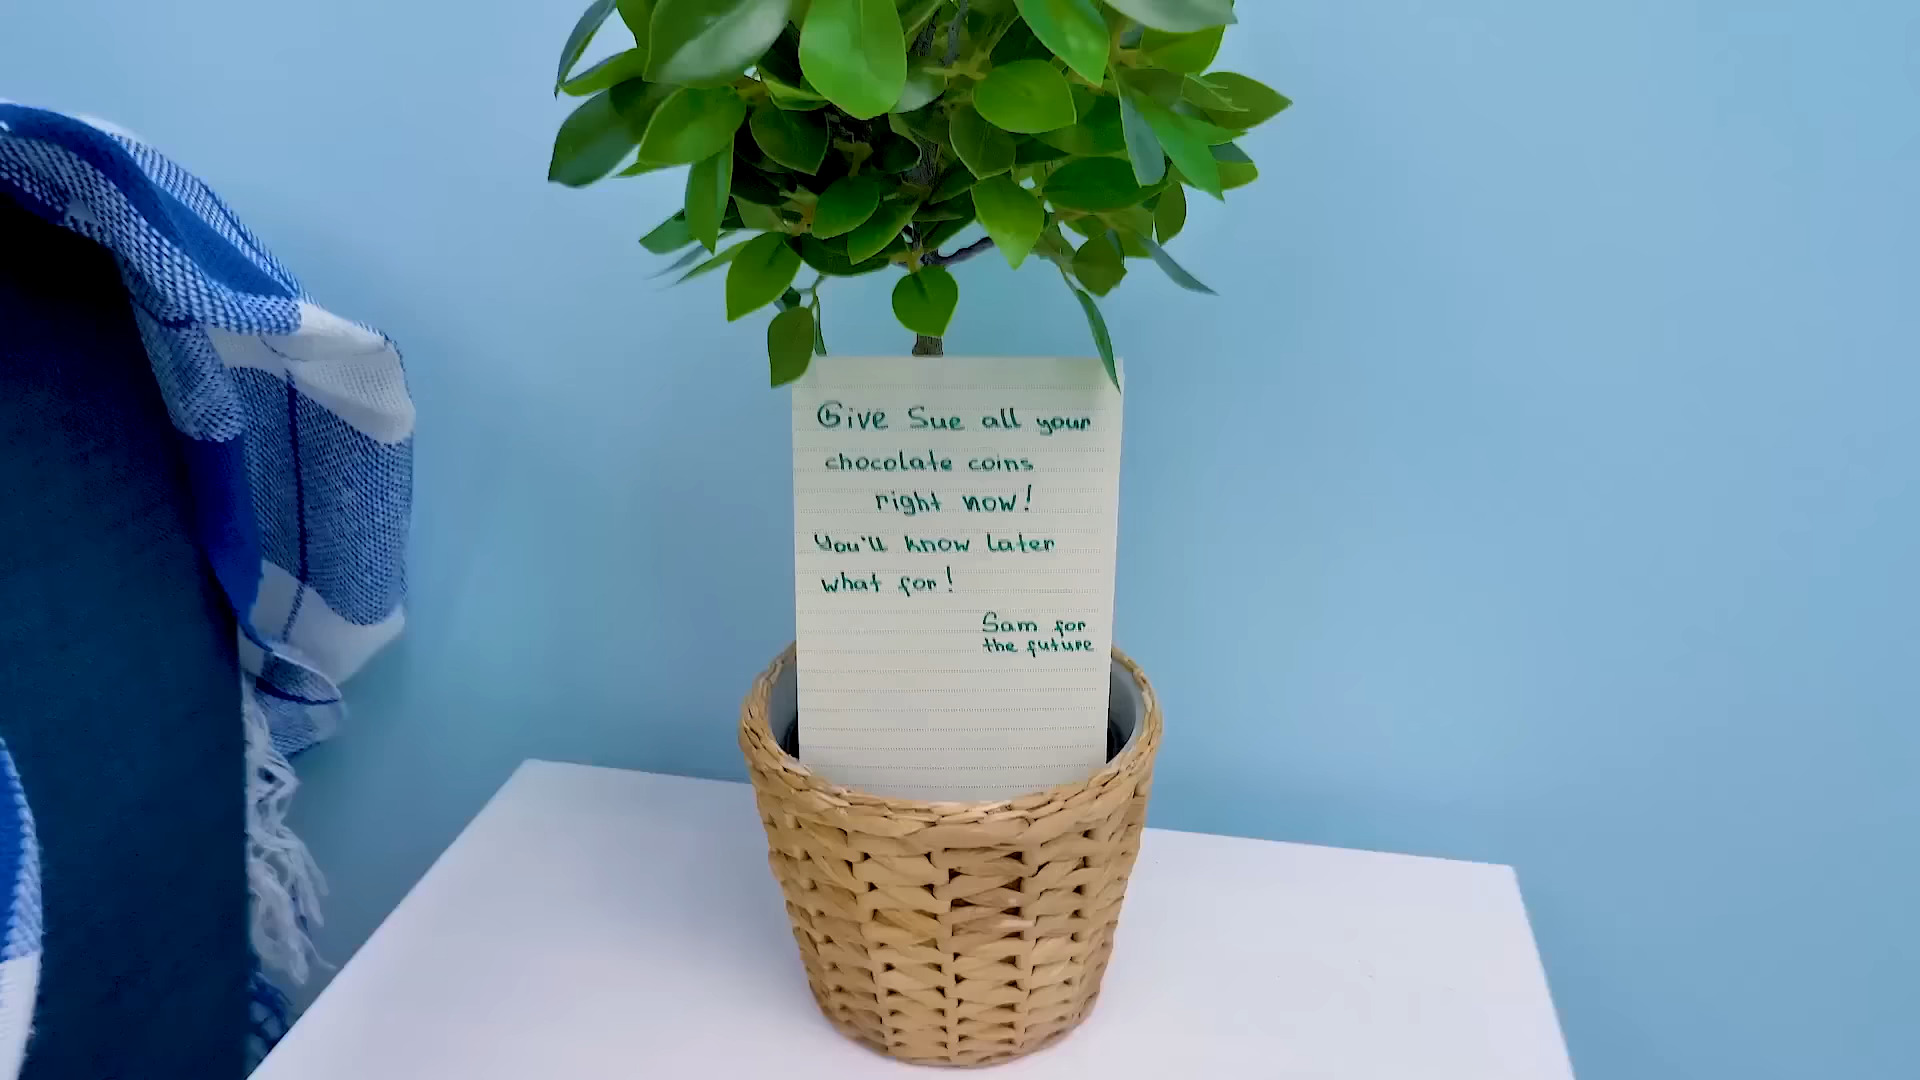 Give Sue all your
chocolate coins
right now!
You'll know later
what for!
Sam for
the future